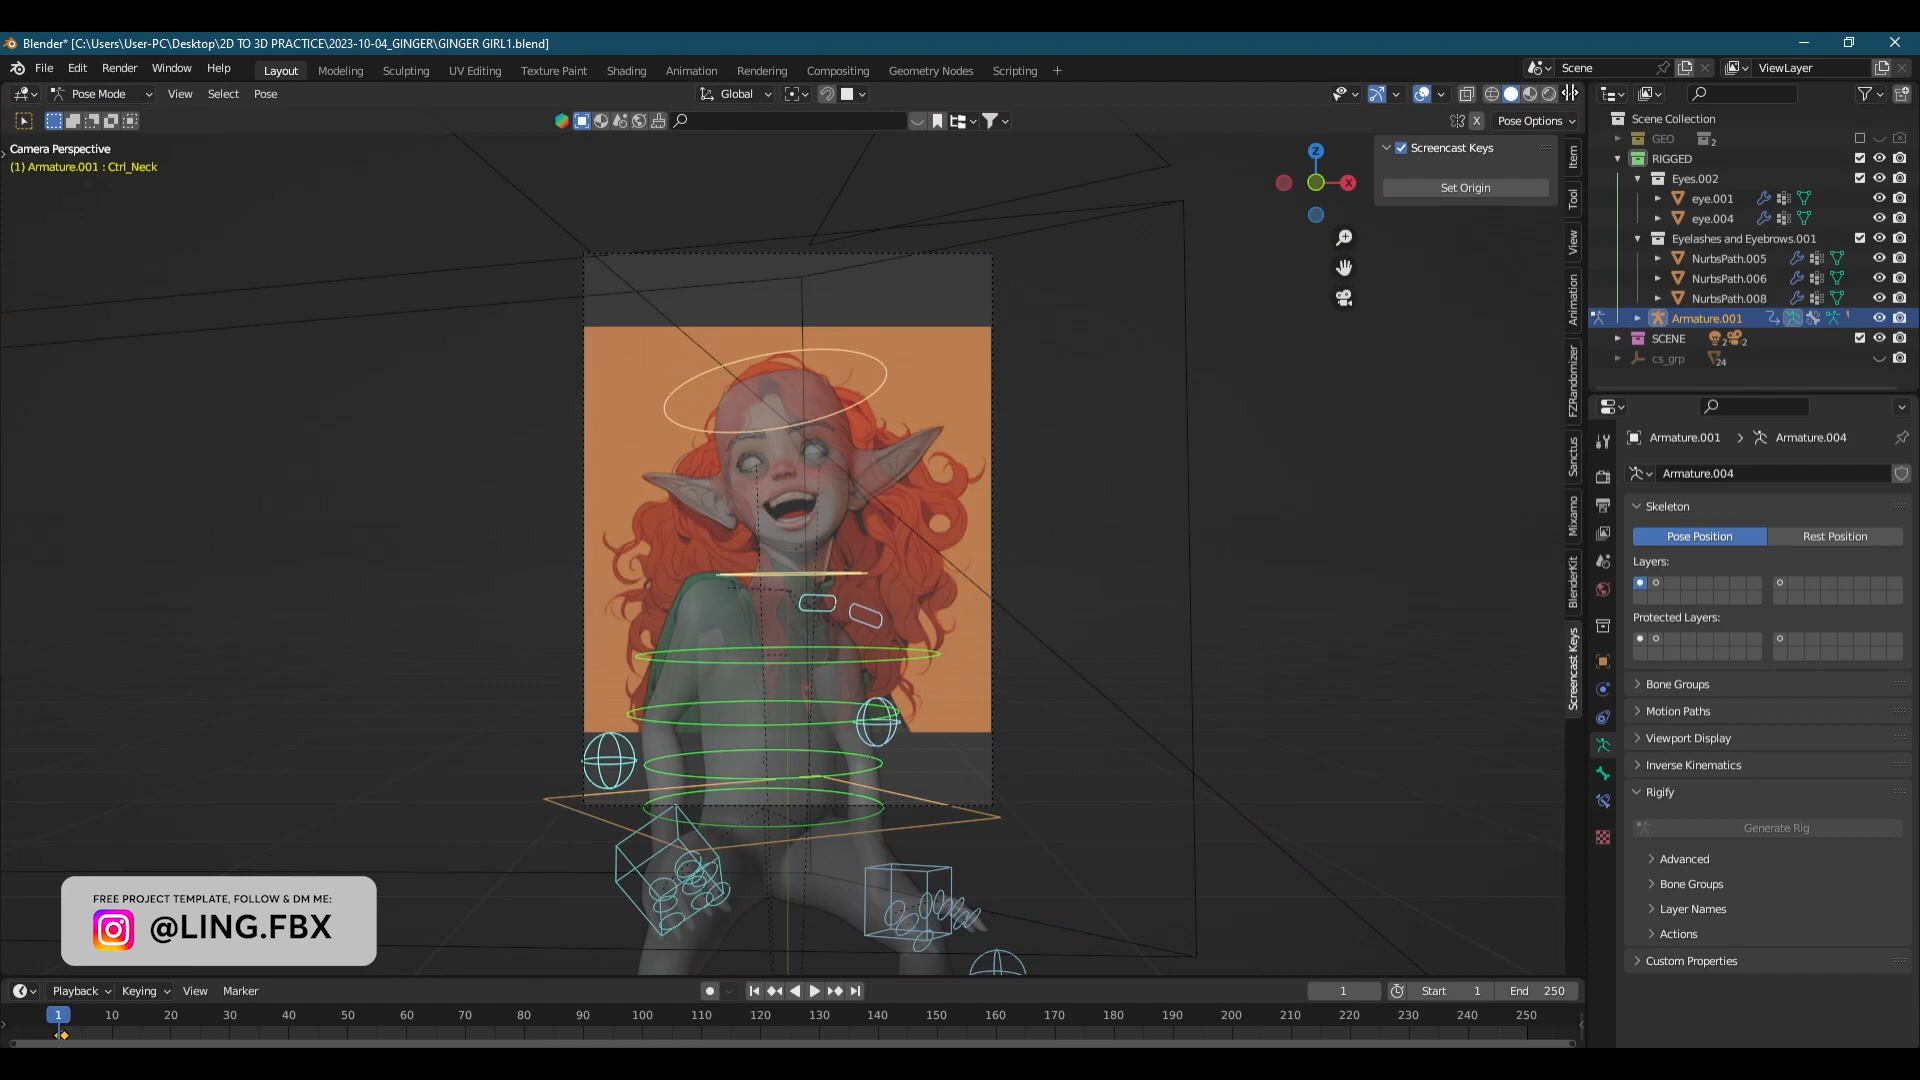 Blender* [C:\Users\User-PC\Desktop\2D TO 3D PRACTICE\2023-10-04_GINGER\GINGER GIRL1.blend]
File Edit Render Window Help
Layout Modeling Sculpting UV Editing Texture Paint Shading Animation Rendering Compositing Geometry Nodes Scripting +
Scene
ViewLayer
Pose Mode
View Select Pose
Global
Pose Options
X
Camera Perspective
(1) Armature.001 : Ctrl_Neck
Z
X
Screencast Keys
Set Origin
Item
Tool
View
Animation
FZRandomizer
Sanctus
Mixamo
BlenderKit
Screencast Keys
Scene Collection
GEO 2
RIGGED
Eyes.002
eye.001
eye.004
Eyelashes and Eyebrows.001
NurbsPath.005
NurbsPath.006
NurbsPath.008
Armature.001
SCENE 2 2
cs_grp 24
Armature.001 Armature.004
Armature.004
Skeleton
Pose Position Rest Position
Layers:
Protected Layers:
Bone Groups
Motion Paths
Viewport Display
Inverse Kinematics
Rigify
Generate Rig
Advanced
Bone Groups
Layer Names
Actions
Custom Properties
FREE PROJECT TEMPLATE, FOLLOW & DM ME:
@LING.FBX
Playback Keying View Marker
1
Start 1 End 250
1 10 20 30 40 50 60 70 80 90 100 110 120 130 140 150 160 170 180 190 200 210 220 230 240 250